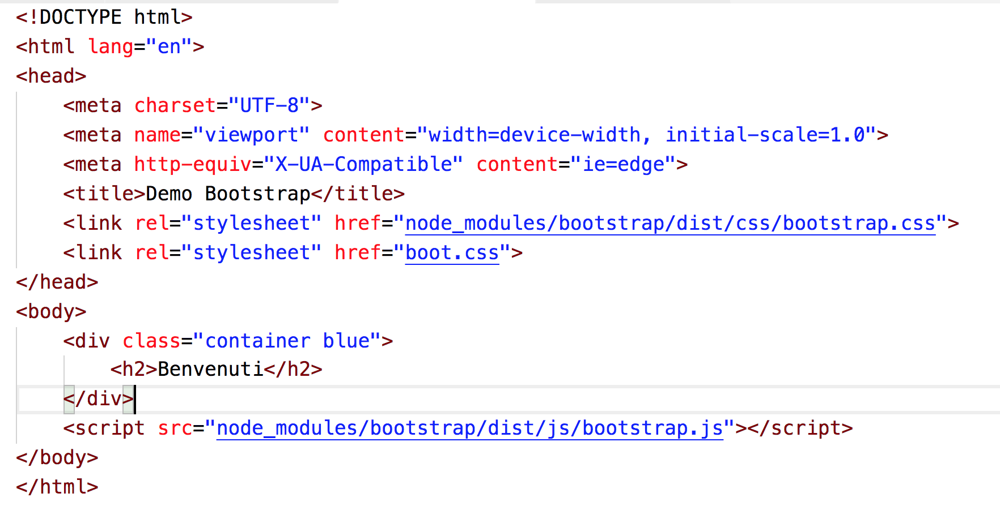 <!DOCTYPE html>
<html lang="en">
<head>
    <meta charset="UTF-8">
    <meta name="viewport" content="width=device-width, initial-scale=1.0">
    <meta http-equiv="X-UA-Compatible" content="ie=edge">
    <title>Demo Bootstrap</title>
    <link rel="stylesheet" href="node_modules/bootstrap/dist/css/bootstrap.css">
    <link rel="stylesheet" href="boot.css">
</head>
<body>
    <div class="container blue">
        <h2>Benvenuti</h2>
    </div>
    <script src="node_modules/bootstrap/dist/js/bootstrap.js"></script>
</body>
</html>